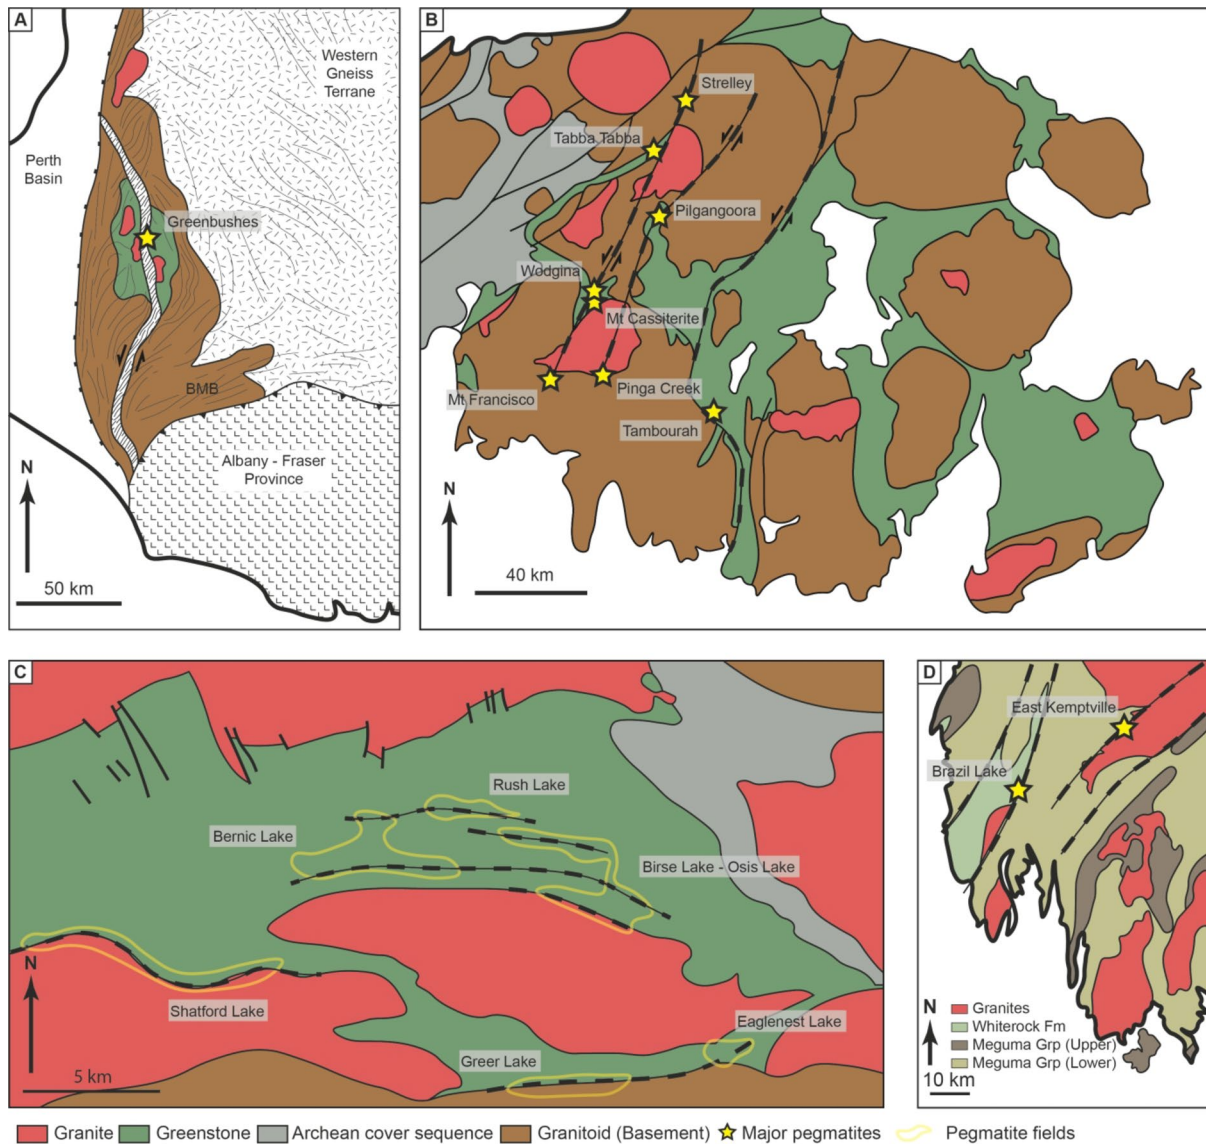 A
Western
Gneiss
Terrane
Perth
Basin
Greenbushes
BMB
Albany - Fraser
Province
N
50 km
B
Strelley
Tabba Tabba
Pilgangoora
Wodgina
Mt Cassiterite
Mt Francisco
Pinga Creek
Tambourah
N
40 km
C
Rush Lake
Bernic Lake
Birse Lake - Osis Lake
N
Shatford Lake
Eaglenest Lake
Greer Lake
5 km
D
East Kemptville
Brazil Lake
N
Granites
Whiterock Fm
Meguma Grp (Upper)
Meguma Grp (Lower)
10 km
Granite Greenstone Archean cover sequence Granitoid (Basement) Major pegmatites Pegmatite fields